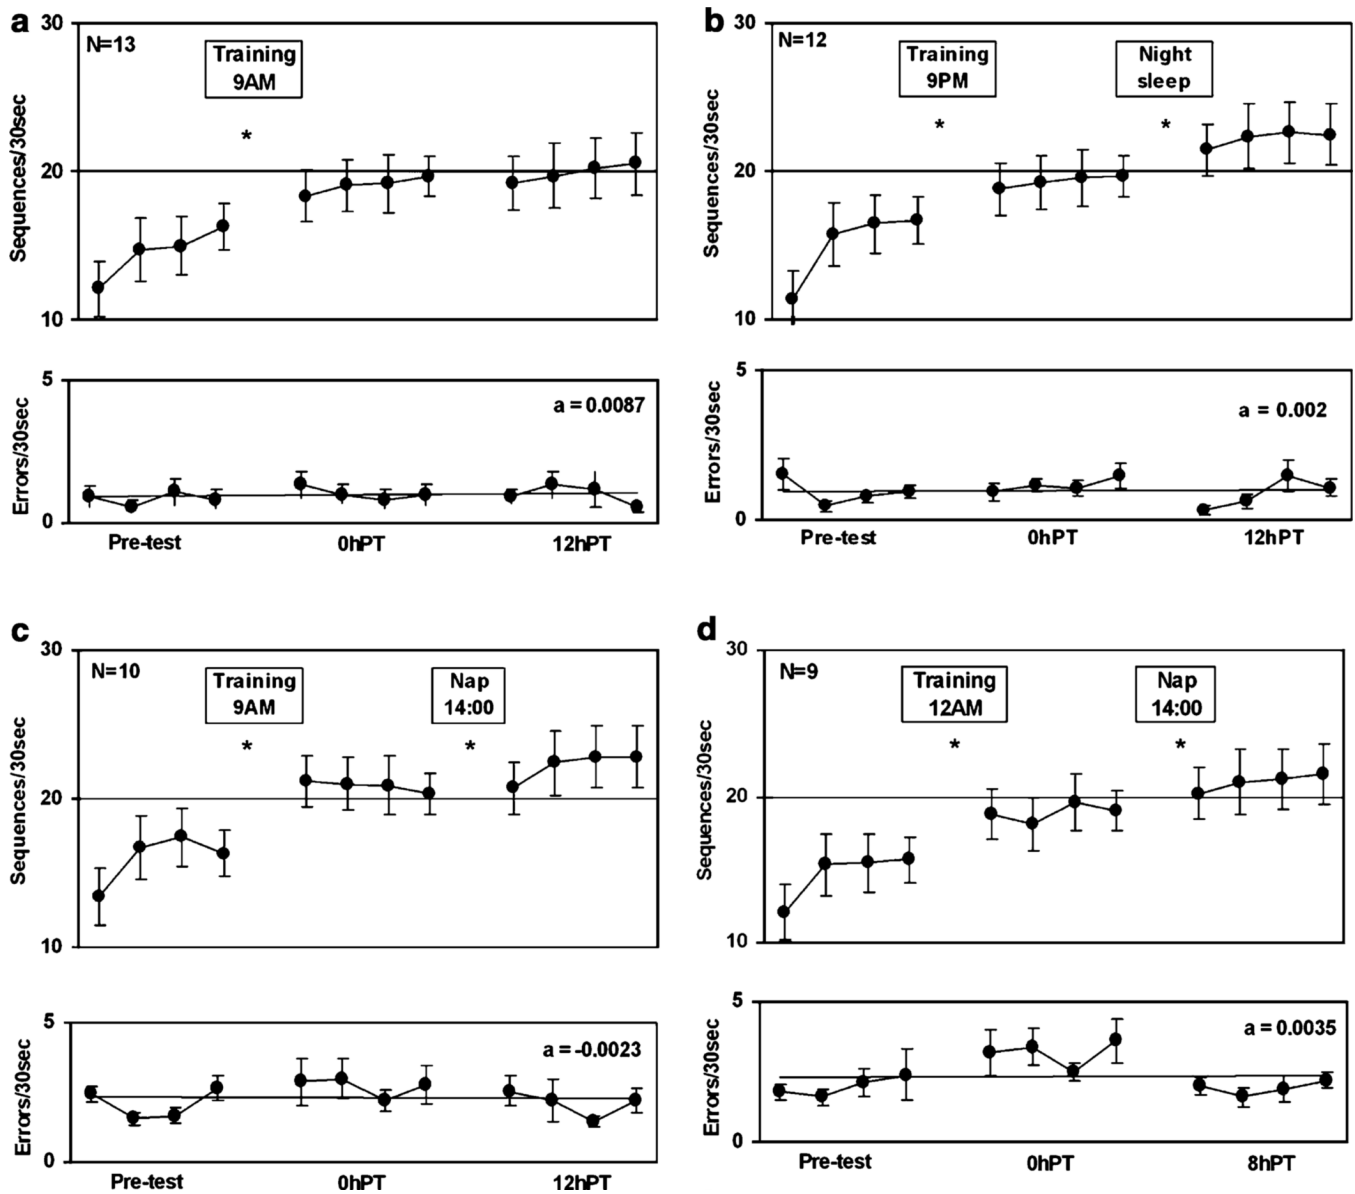 a
30
N=13
Training
9AM
*
Sequences/30sec
20
10
5
a = 0.0087
Errors/30sec
0
Pre-test
0hPT
12hPT
b
30
N=12
Training
9PM
Night
sleep
*
*
Sequences/30sec
20
10
5
a = 0.002
Errors/30sec
0
Pre-test
0hPT
12hPT
c
30
N=10
Training
9AM
Nap
14:00
*
*
Sequences/30sec
20
10
5
a = -0.0023
Errors/30sec
0
Pre-test
0hPT
12hPT
d
30
N=9
Training
12AM
Nap
14:00
*
*
Sequences/30sec
20
10
5
a = 0.0035
Errors/30sec
0
Pre-test
0hPT
8hPT